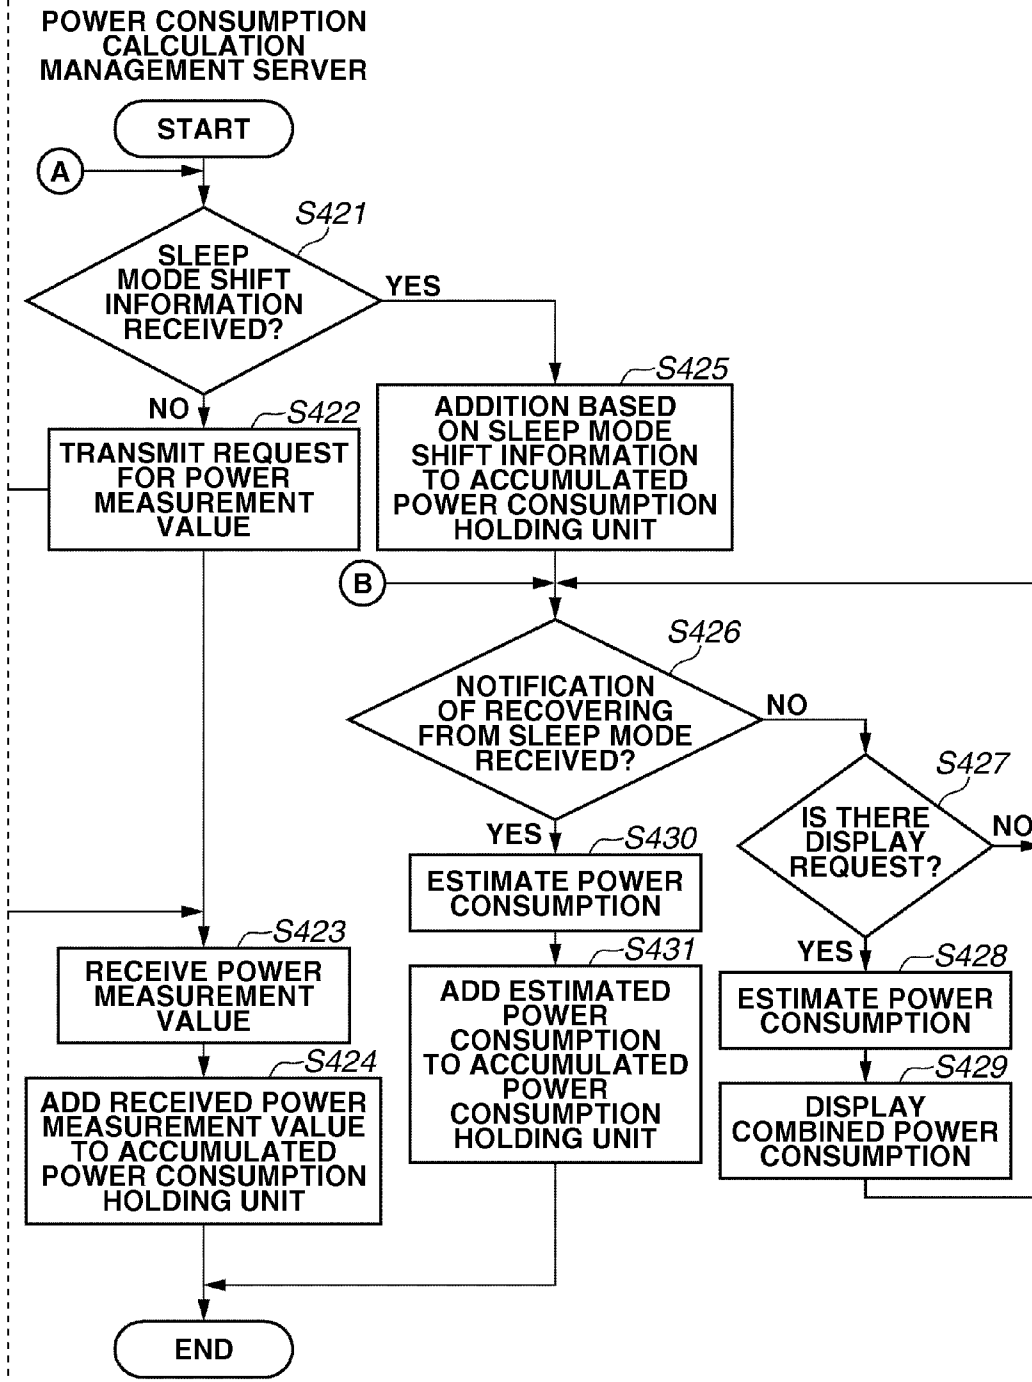 POWER CONSUMPTION
CALCULATION
MANAGEMENT SERVER
START
A
S421
SLEEP
MODE SHIFT
INFORMATION
RECEIVED?
YES
NO
S422
TRANSMIT REQUEST
FOR POWER
MEASUREMENT
VALUE
S425
ADDITION BASED
ON SLEEP MODE
SHIFT INFORMATION
TO ACCUMULATED
POWER CONSUMPTION
HOLDING UNIT
B
S426
NOTIFICATION
OF RECOVERING
FROM SLEEP MODE
RECEIVED?
NO
S427
IS THERE
DISPLAY
REQUEST?
NO
YES
S430
ESTIMATE POWER
CONSUMPTION
S423
RECEIVE POWER
MEASUREMENT
VALUE
S431
ADD ESTIMATED
POWER
CONSUMPTION
TO ACCUMULATED
POWER
CONSUMPTION
HOLDING UNIT
YES
S428
ESTIMATE POWER
CONSUMPTION
S424
ADD RECEIVED POWER
MEASUREMENT VALUE
TO ACCUMULATED
POWER CONSUMPTION
HOLDING UNIT
S429
DISPLAY
COMBINED POWER
CONSUMPTION
END